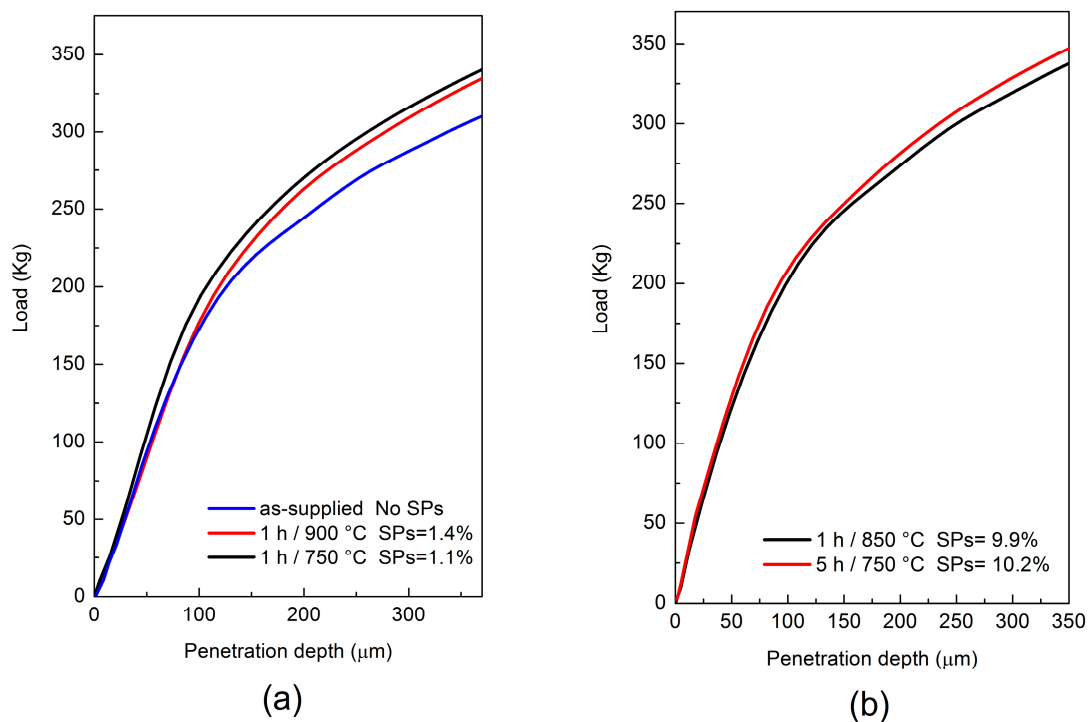 350
300
250
200
150
100
50
0
Load (Kg)
as-supplied No SPs
1 h / 900 °C SPs=1.4%
1 h / 750 °C SPs=1.1%
0 100 200 300
Penetration depth (μm)
(a)
350
300
250
200
150
100
50
0
Load (Kg)
1 h / 850 °C SPs= 9.9%
5 h / 750 °C SPs= 10.2%
0 50 100 150 200 250 300 350
Penetration depth (μm)
(b)